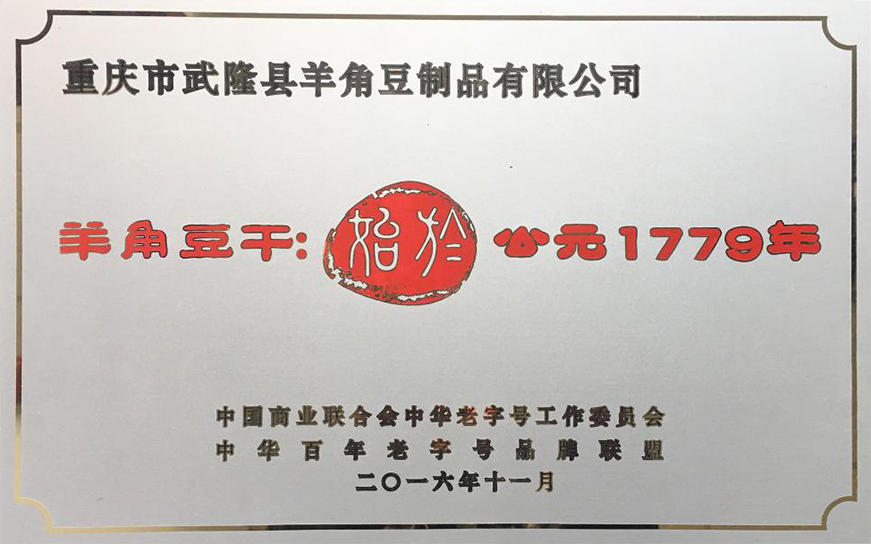 重庆市武隆县羊角豆制品有限公司
羊角豆干:始於公元1779年
中国商业联合会中华老字号工作委员会
中华百年老字号品牌联盟
二〇一六年十一月